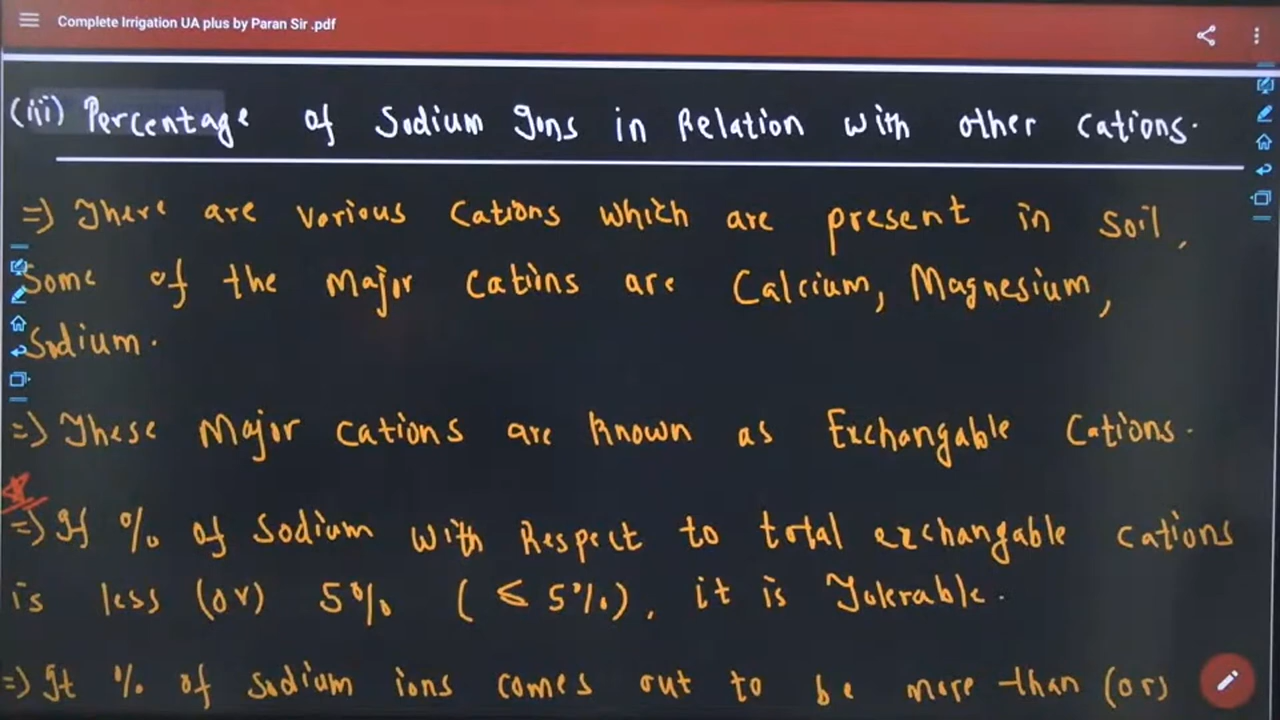 Complete Irrigation UA plus by Paran Sir .pdf
(iii) Percentage of Sodium Ions in Relation with other Cations.
=> There are various Cations which are present in soil,
Some of the Major Cations are Calcium, Magnesium,
Sodium.
=> These Major Cations are known as Exchangable Cations.
=> If % of Sodium with Respect to total exchangable cations
is less (or) 5% (≤ 5%), it is Tolerable.
=> It % of sodium ions comes out to be more than (or)